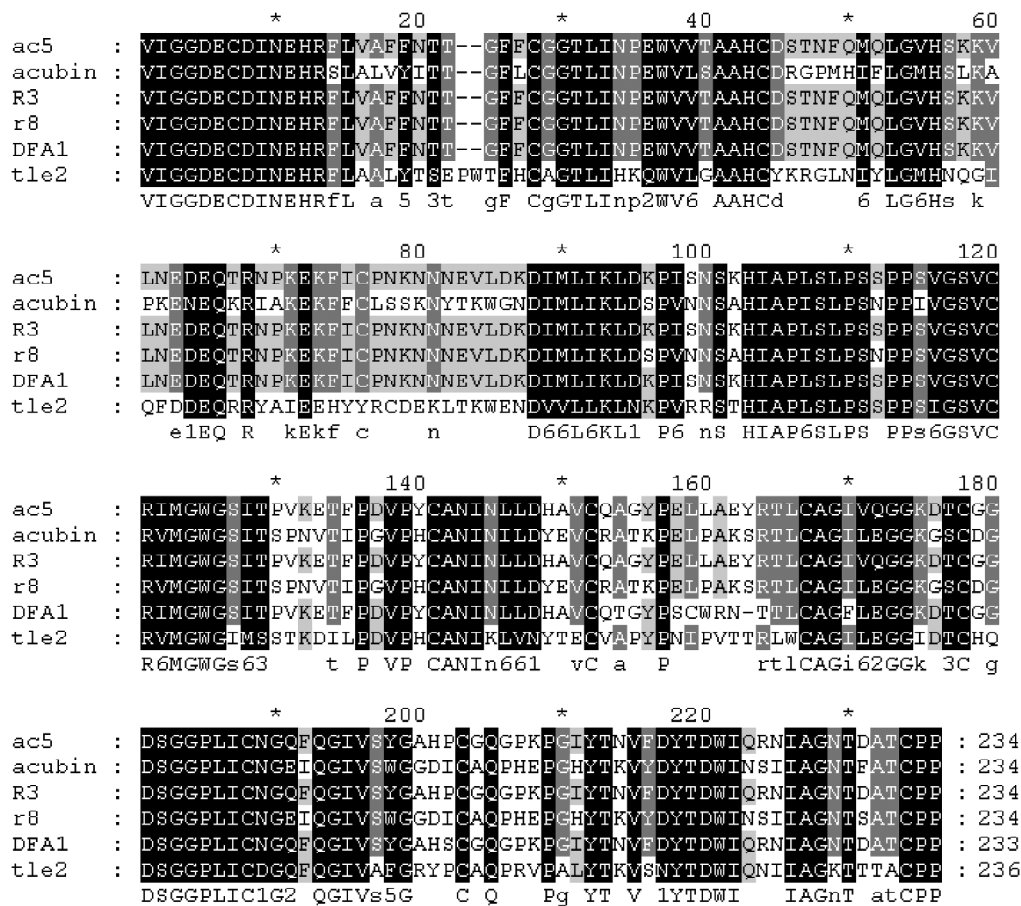 * 20 * 40 * 60
ac5 : VIGGDECDINEHRFLVAFFNTT--GFFCGGTLINPEWVVTAAHCDSTNFQMQLGVHSKKV
acubin : VIGGDECDINEHRSLALVYITT--GFLCGGTLINPEWVLSAAHCDRGPMHIFLGMHSLKA
R3 : VIGGDECDINEHRFLVAFFNTT--GFFCGGTLINPEWVVTAAHCDSTNFQMQLGVHSKKV
r8 : VIGGDECDINEHRFLVAFFNTT--GFFCGGTLINPEWVVTAAHCDSTNFQMQLGVHSKKV
DFA1 : VIGGDECDINEHRFLVAFFNTT--GFFCGGTLINPEWVVTAAHCDSTNFQMQLGVHSKKV
tle2 : VIGGDECDINEHRFLAALYTSEPWTFHCAGTLIHKQWVLGAAHCYKRGLNIYLGMHNQGI
VIGGDECDINEHRfL a 5 3t gF CgGTLINp2WV6 AAHCd 6 LG6Hs k
* 80 * 100 * 120
ac5 : LNEDEQTRNPKEKFICPNKNNNEVLDKDIMLIKLDKPISNSKHIAPLSLPSSPPSVGSVC
acubin : PKENEQKRIAKEKFFCLSSKNYTKWGNDIMLIKLDSPVNNSAHIAPISLPSNPPIVGSVC
R3 : LNEDEQTRNPKEKFICPNKNNNEVLDKDIMLIKLDKPISNSKHIAPLSLPSSPPSVGSVC
r8 : LNEDEQTRNPKEKFICPNKNNNEVLDKDIMLIKLDSPVNNSAHIAPISLPSNPPSVGSVC
DFA1 : LNEDEQTRNPKEKFICPNKNNNEVLDKDIMLIKLDKPISNSKHIAPLSLPSSPPSVGSVC
tle2 : QFDDEQRRYAIEEHYYRCDEKLTKWENDVVLLKLNKPVRRSTHIAPLSLPSSPPSIGSVC
e1EQ R kEkf c n D66L6KL1 P6 nS HIAP6SLPS PPs6GSVC
* 140 * 160 * 180
ac5 : RIMGWGSITPVKETFPDVPYCANINLLDHAVCQAGYPELLAEYRTLCAGIVQGGKDTCGG
acubin : RVMGWGSITSPNVTIPGVPHCANINILDYEVCRATKPELPAKSRTLCAGILEGGKGSCDG
R3 : RIMGWGSITPVKETFPDVPYCANINLLDHAVCQAGYPELLAEYRTLCAGIVQGGKDTCGG
r8 : RVMGWGSITSPNVTIPGVPHCANINILDYEVCRATKPELPAKSRTLCAGILEGGKGSCDG
DFA1 : RIMGWGSITPVKETFPDVPYCANINLLDHAVCQTGYPSCWRN-TTLCAGFLEGGKDTCGG
tle2 : RVMGWGIMSSTKDILPDVPHCANIKLVNYTECVAPYPNIPVTTRLWCAGILEGGIDTCHQ
R6MGWGs63 t P VP CANIn661 vC a P rtlCAGi62GGk 3C g
* 200 * 220 *
ac5 : DSGGPLICNGQFQGIVSYGAHPCGQGPKPGIYTNVFDYTDWIQRNIAGNTDATCPP : 234
acubin : DSGGPLICNGEIQGIVSWGGDICAQPHEPGHYTKVYDYTDWINSIIAGNTFATCPP : 234
R3 : DSGGPLICNGQFQGIVSYGAHPCGQGPKPGIYTNVFDYTDWIQRNIAGNTDATCPP : 234
r8 : DSGGPLICNGEIQGIVSWGGDICAQPHEPGHYTKVYDYTDWINSIIAGNTSATCPP : 234
DFA1 : DSGGPLICNGQFQGIVSYGAHSCGQGPKPGIYTNVFDYTDWIQRNIAGNTDATCPP : 233
tle2 : DSGGPLICDGQFQGIVAFGRYPCAQPRVPALYTKVSNYTDWIQNIIAGKTTTACPP : 236
DSGGPLIC1G2 QGIVs5G C Q Pg YT V 1YTDWI IAGnT atCPP